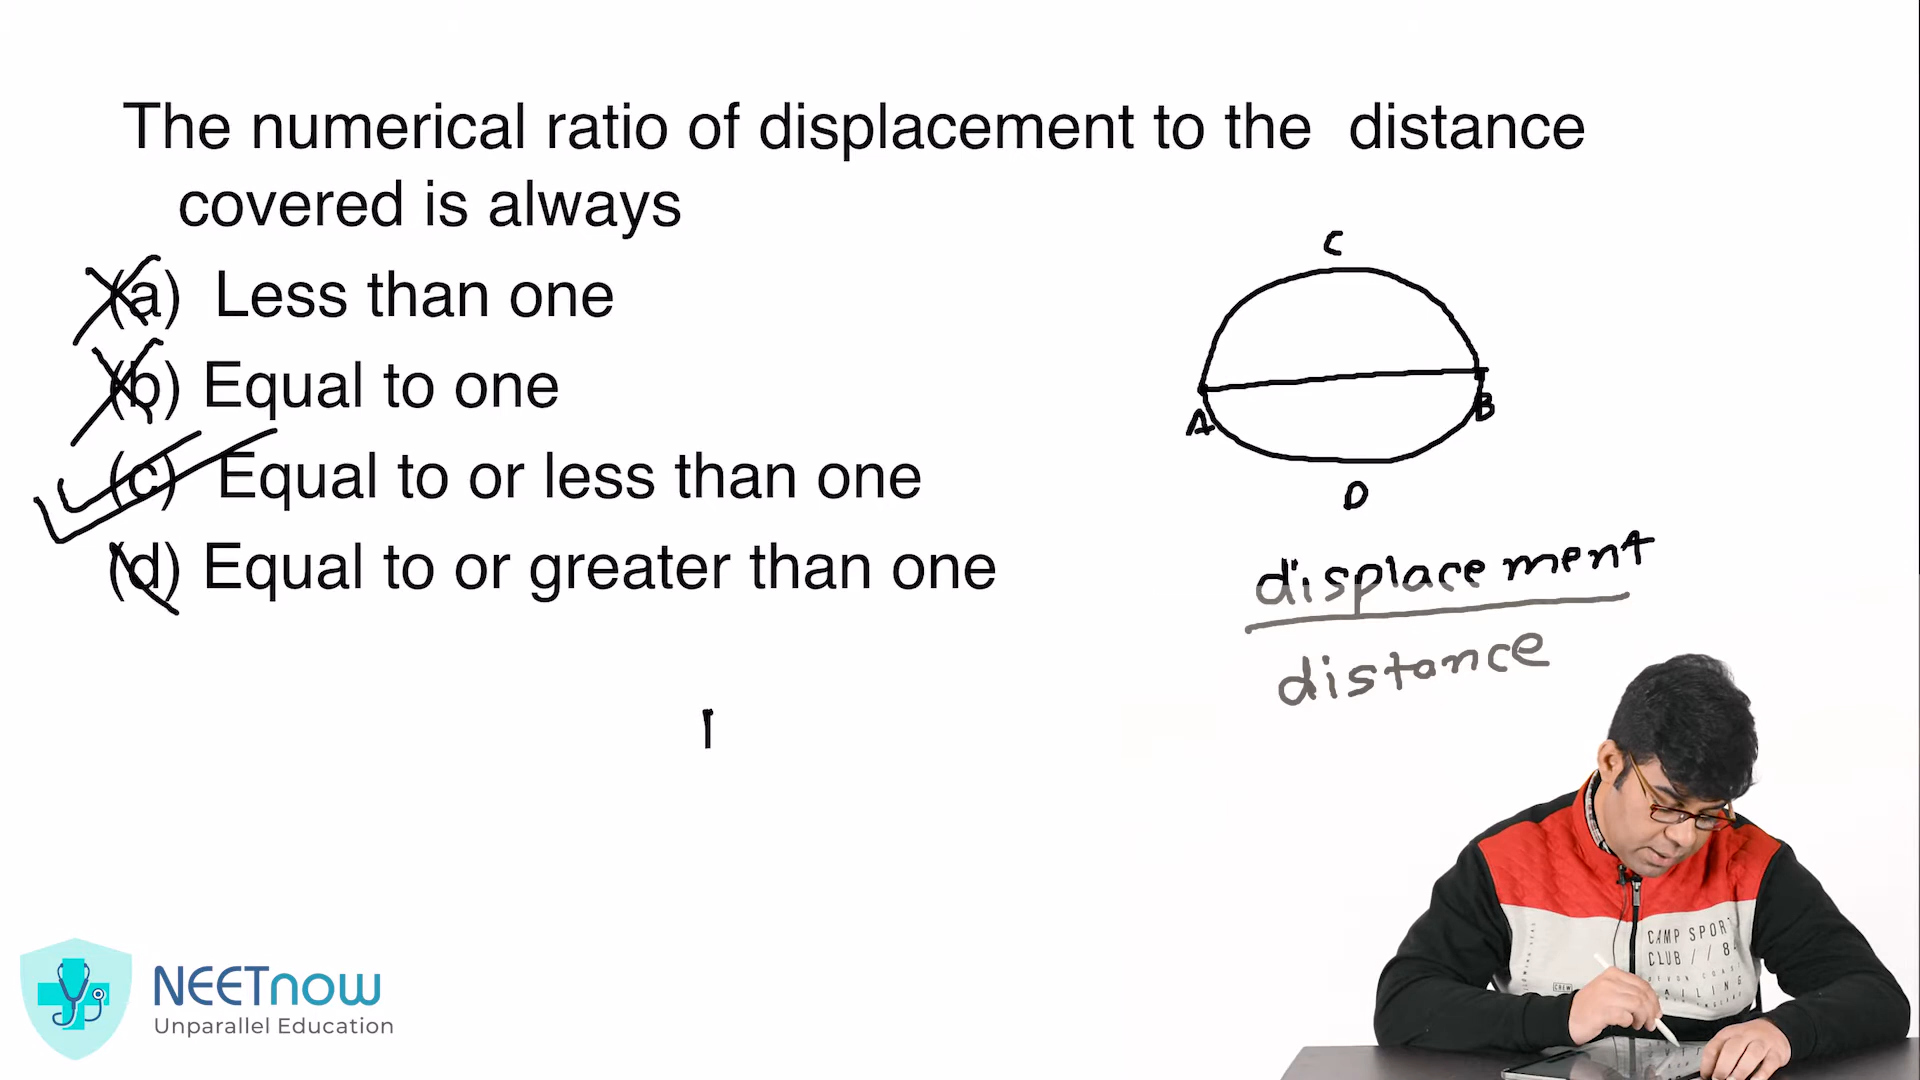 The numerical ratio of displacement to the distance
covered is always
(a) Less than one
(b) Equal to one
(c) Equal to or less than one
(d) Equal to or greater than one
C
A
B
D
displacement
distance
CAMP SPORT
CLUB // 84
NEETnow
Unparallel Education